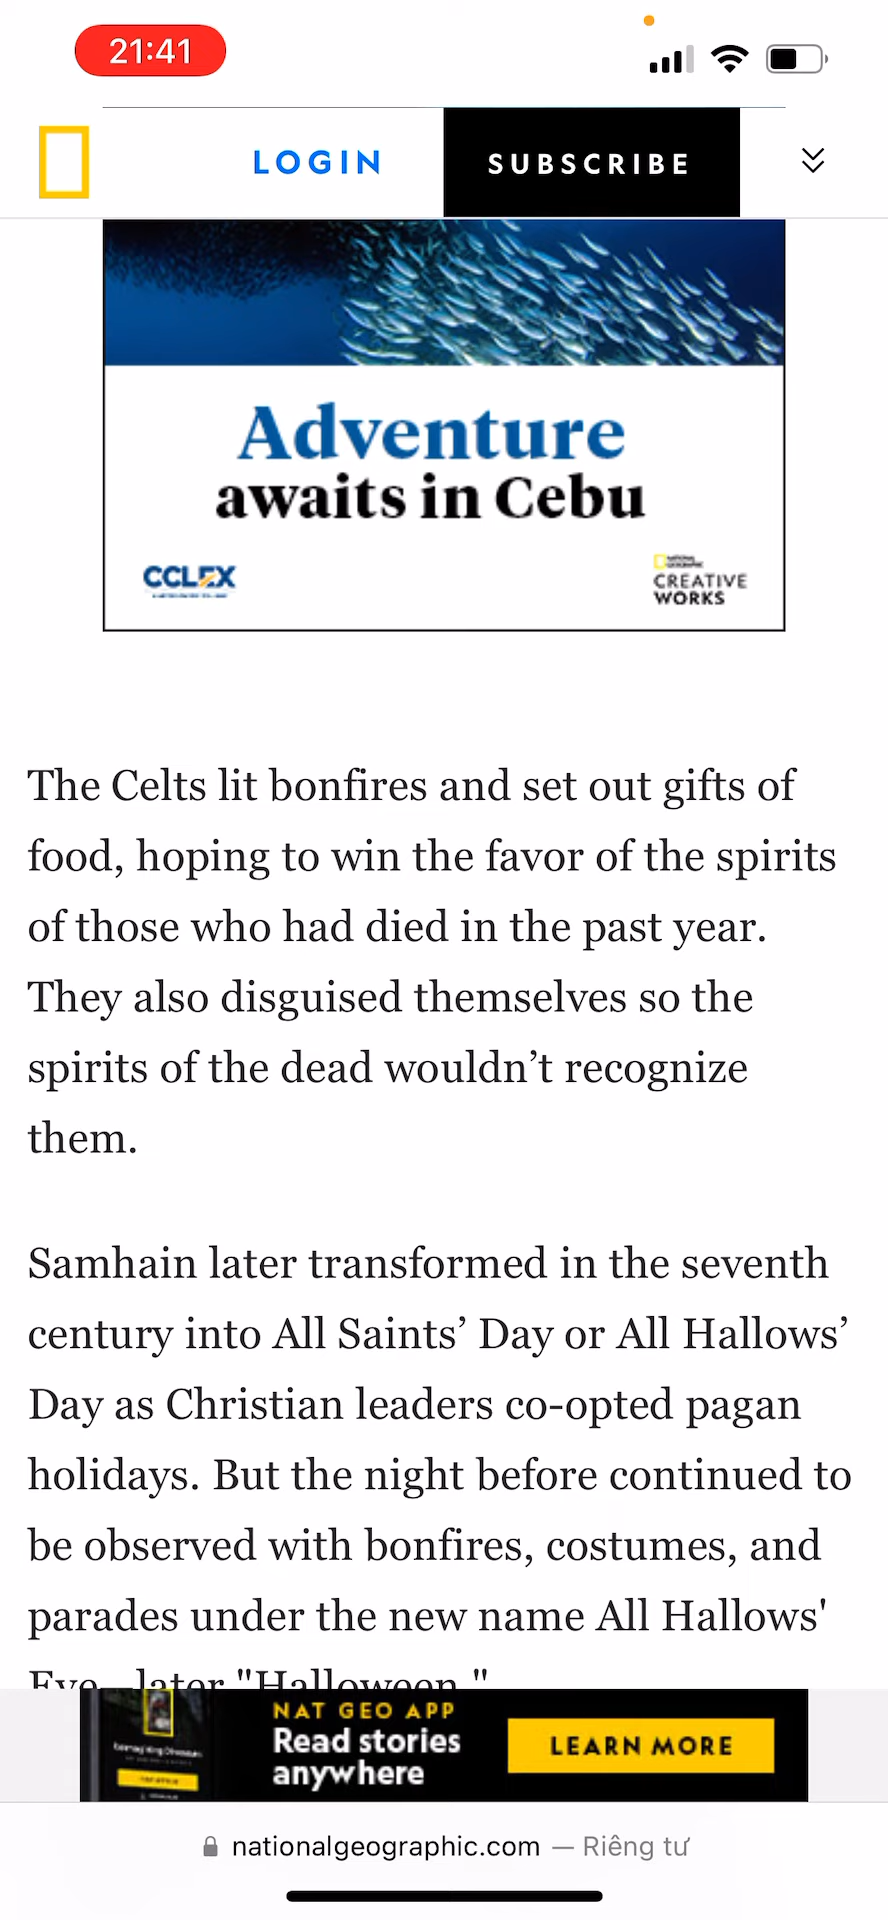 21:41
LOGIN
SUBSCRIBE
Adventure
awaits in Cebu
CCLEX
NATIONAL
GEOGRAPHIC
CREATIVE
WORKS
The Celts lit bonfires and set out gifts of
food, hoping to win the favor of the spirits
of those who had died in the past year.
They also disguised themselves so the
spirits of the dead wouldn’t recognize
them.
Samhain later transformed in the seventh
century into All Saints’ Day or All Hallows’
Day as Christian leaders co-opted pagan
holidays. But the night before continued to
be observed with bonfires, costumes, and
parades under the new name All Hallows'
Eve—later "Halloween."
NAT GEO APP
Read stories
anywhere
LEARN MORE
nationalgeographic.com — Riêng tư